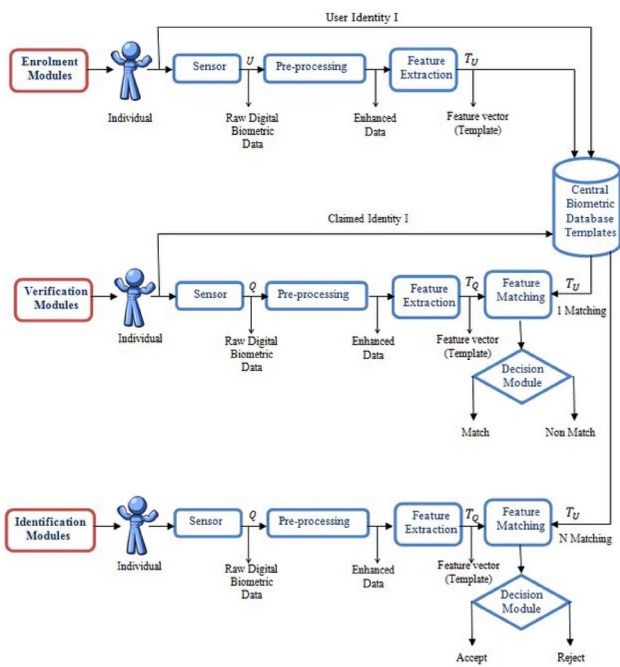 User Identity I
Enrolment
Modules
Individual
Sensor
U
Pre-processing
Feature
Extraction
T_U
Raw Digital
Biometric
Data
Enhanced
Data
Feature vector
(Template)
Central
Biometric
Database
Templates
Claimed Identity I
Verification
Modules
Individual
Sensor
Q
Pre-processing
Feature
Extraction
T_Q
Feature
Matching
T_U
1 Matching
Raw Digital
Biometric
Data
Enhanced
Data
Feature vector
(Template)
Decision
Module
Match
Non Match
Identification
Modules
Individual
Sensor
Q
Pre-processing
Feature
Extraction
T_Q
Feature
Matching
T_U
N Matching
Raw Digital
Biometric
Data
Enhanced
Data
Feature vector
(Template)
Decision
Module
Accept
Reject